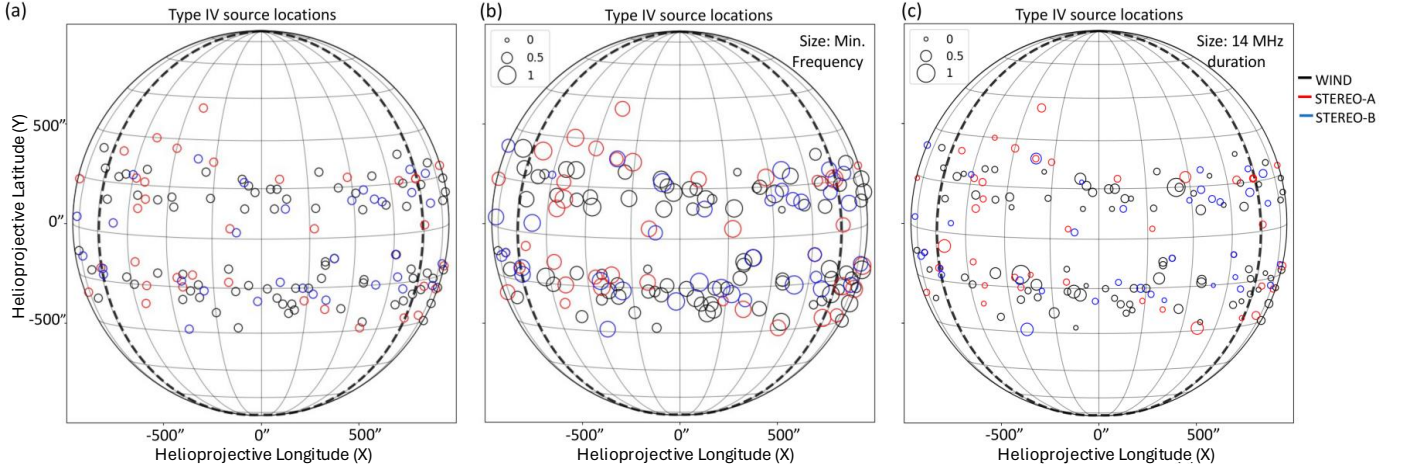 (a)
Type IV source locations
500”
0”
-500”
Helioprojective Latitude (Y)
-500”
0”
500”
Helioprojective Longitude (X)
(b)
Type IV source locations
0
0.5
1
Size: Min.
Frequency
-500”
0”
500”
Helioprojective Longitude (X)
(c)
Type IV source locations
0
0.5
1
Size: 14 MHz
duration
-500”
0”
500”
Helioprojective Longitude (X)
WIND
STEREO-A
STEREO-B